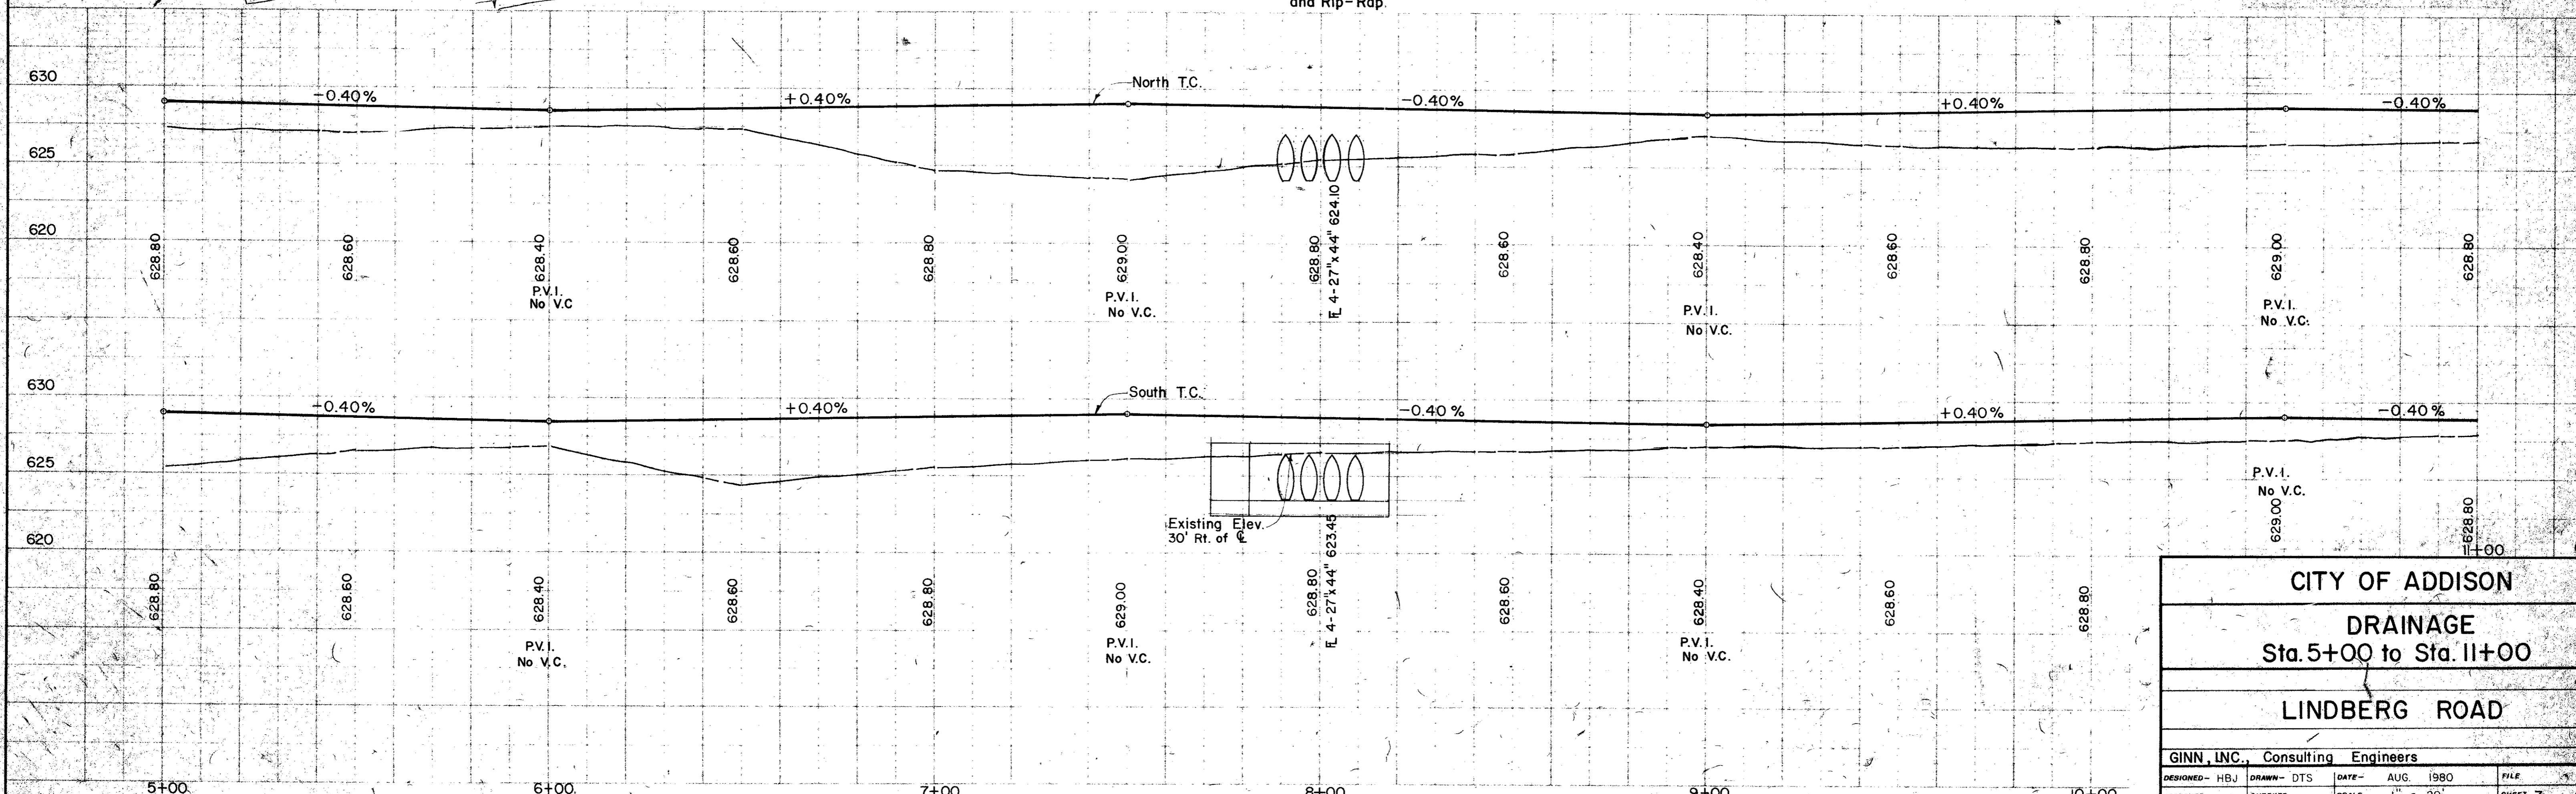 and Rip-Rap.
630
-0.40%
+0.40%
North T.C.
-0.40%
+0.40%
-0.40%
625
620
628.80
628.60
628.40
628.60
628.80
629.00
628.80
FL 4-27"x 44" 624.10
628.60
628.40
628.60
628.80
629.00
628.80
P.V.I.
No V.C
P.V.I.
No V.C.
P.V.I.
No V.C.
P.V.I.
No V.C.
630
-0.40%
+0.40%
South T.C.
-0.40%
+0.40%
-0.40%
625
Existing Elev.
30' Rt. of CL
P.V.I.
No V.C.
629.00
628.80
11+00
620
628.80
628.60
628.40
628.60
628.80
629.00
628.80
FL 4-27"x 44" 623.45
628.60
628.40
628.60
628.80
P.V.I.
No V.C.
P.V.I.
No V.C.
P.V.I.
No V.C.
5+00
6+00
7+00
8+00
9+00
10+00
CITY OF ADDISON
DRAINAGE
Sta. 5+00 to Sta. 11+00
LINDBERG ROAD
GINN, INC., Consulting Engineers
DESIGNED- HBJ DRAWN- DTS DATE- AUG. 1980 FILE